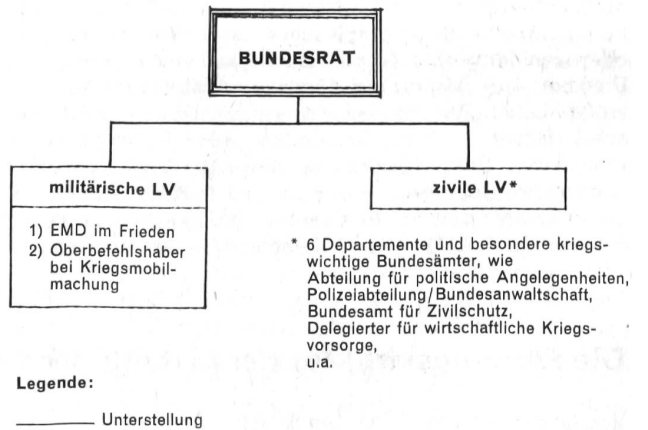 BUNDESRAT
militärische LV
1) EMD im Frieden
2) Oberbefehlshaber
bei Kriegsmobil-
machung
zivile LV*
* 6 Departemente und besondere kriegs-
wichtige Bundesämter, wie
Abteilung für politische Angelegenheiten,
Polizeiabteilung/Bundesanwaltschaft,
Bundesamt für Zivilschutz,
Delegierter für wirtschaftliche Kriegs-
vorsorge,
u.a.
Legende:
Unterstellung